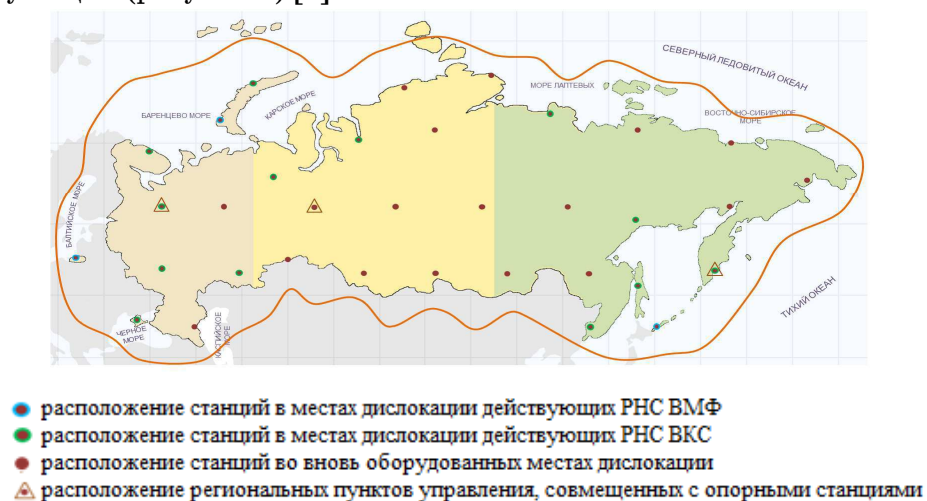 СЕВЕРНЫЙ ЛЕДОВИТЫЙ ОКЕАН
МОРЕ ЛАПТЕВЫХ
КАРСКОЕ МОРЕ
БАРЕНЦЕВО МОРЕ
ВОСТОЧНО-СИБИРСКОЕ
МОРЕ
БАЛТИЙСКОЕ МОРЕ
ТИХИЙ ОКЕАН
ЧЕРНОЕ
МОРЕ
КАСПИЙСКОЕ
МОРЕ
расположение станций в местах дислокации действующих РНС ВМФ
расположение станций в местах дислокации действующих РНС ВКС
расположение станций во вновь оборудованных местах дислокации
расположение региональных пунктов управления, совмещенных с опорными станциями